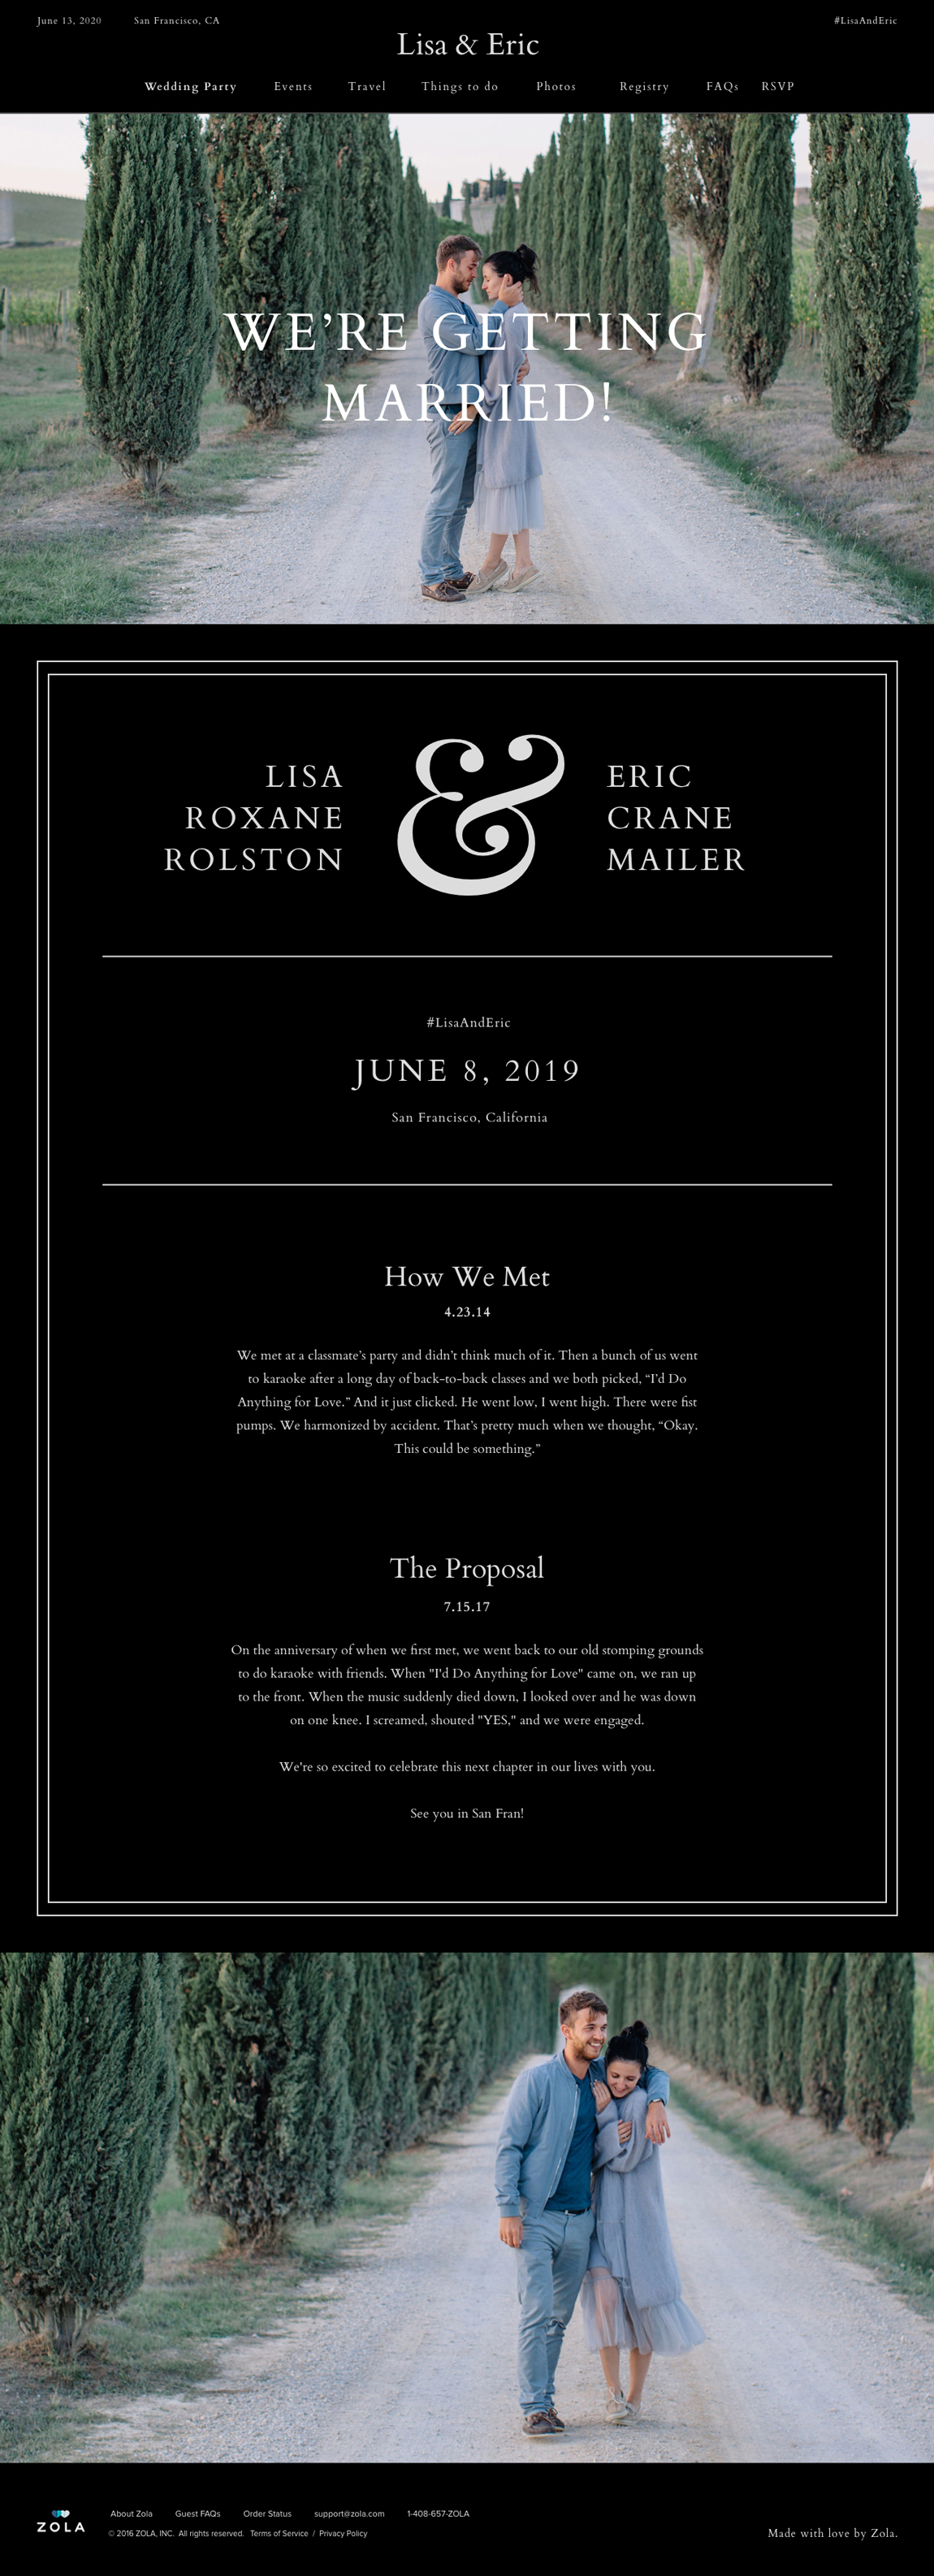 June 13, 2020 San Francisco, CA #LisaAndEric
Lisa & Eric
Wedding Party Events Travel Things to do Photos Registry FAQs RSVP
WE’RE GETTING
MARRIED!
LISA
ROXANE
ROLSTON
&
ERIC
CRANE
MAILER
#LisaAndEric
JUNE 8, 2019
San Francisco, California
How We Met
4.23.14
We met at a classmate’s party and didn’t think much of it. Then a bunch of us went
to karaoke after a long day of back-to-back classes and we both picked, “I’d Do
Anything for Love.” And it just clicked. He went low, I went high. There were fist
pumps. We harmonized by accident. That’s pretty much when we thought, “Okay.
This could be something.”
The Proposal
7.15.17
On the anniversary of when we first met, we went back to our old stomping grounds
to do karaoke with friends. When "I'd Do Anything for Love" came on, we ran up
to the front. When the music suddenly died down, I looked over and he was down
on one knee. I screamed, shouted "YES," and we were engaged.
We're so excited to celebrate this next chapter in our lives with you.
See you in San Fran!
ZOLA
About Zola Guest FAQs Order Status support@zola.com 1-408-657-ZOLA
© 2016 ZOLA, INC. All rights reserved. Terms of Service / Privacy Policy
Made with love by Zola.